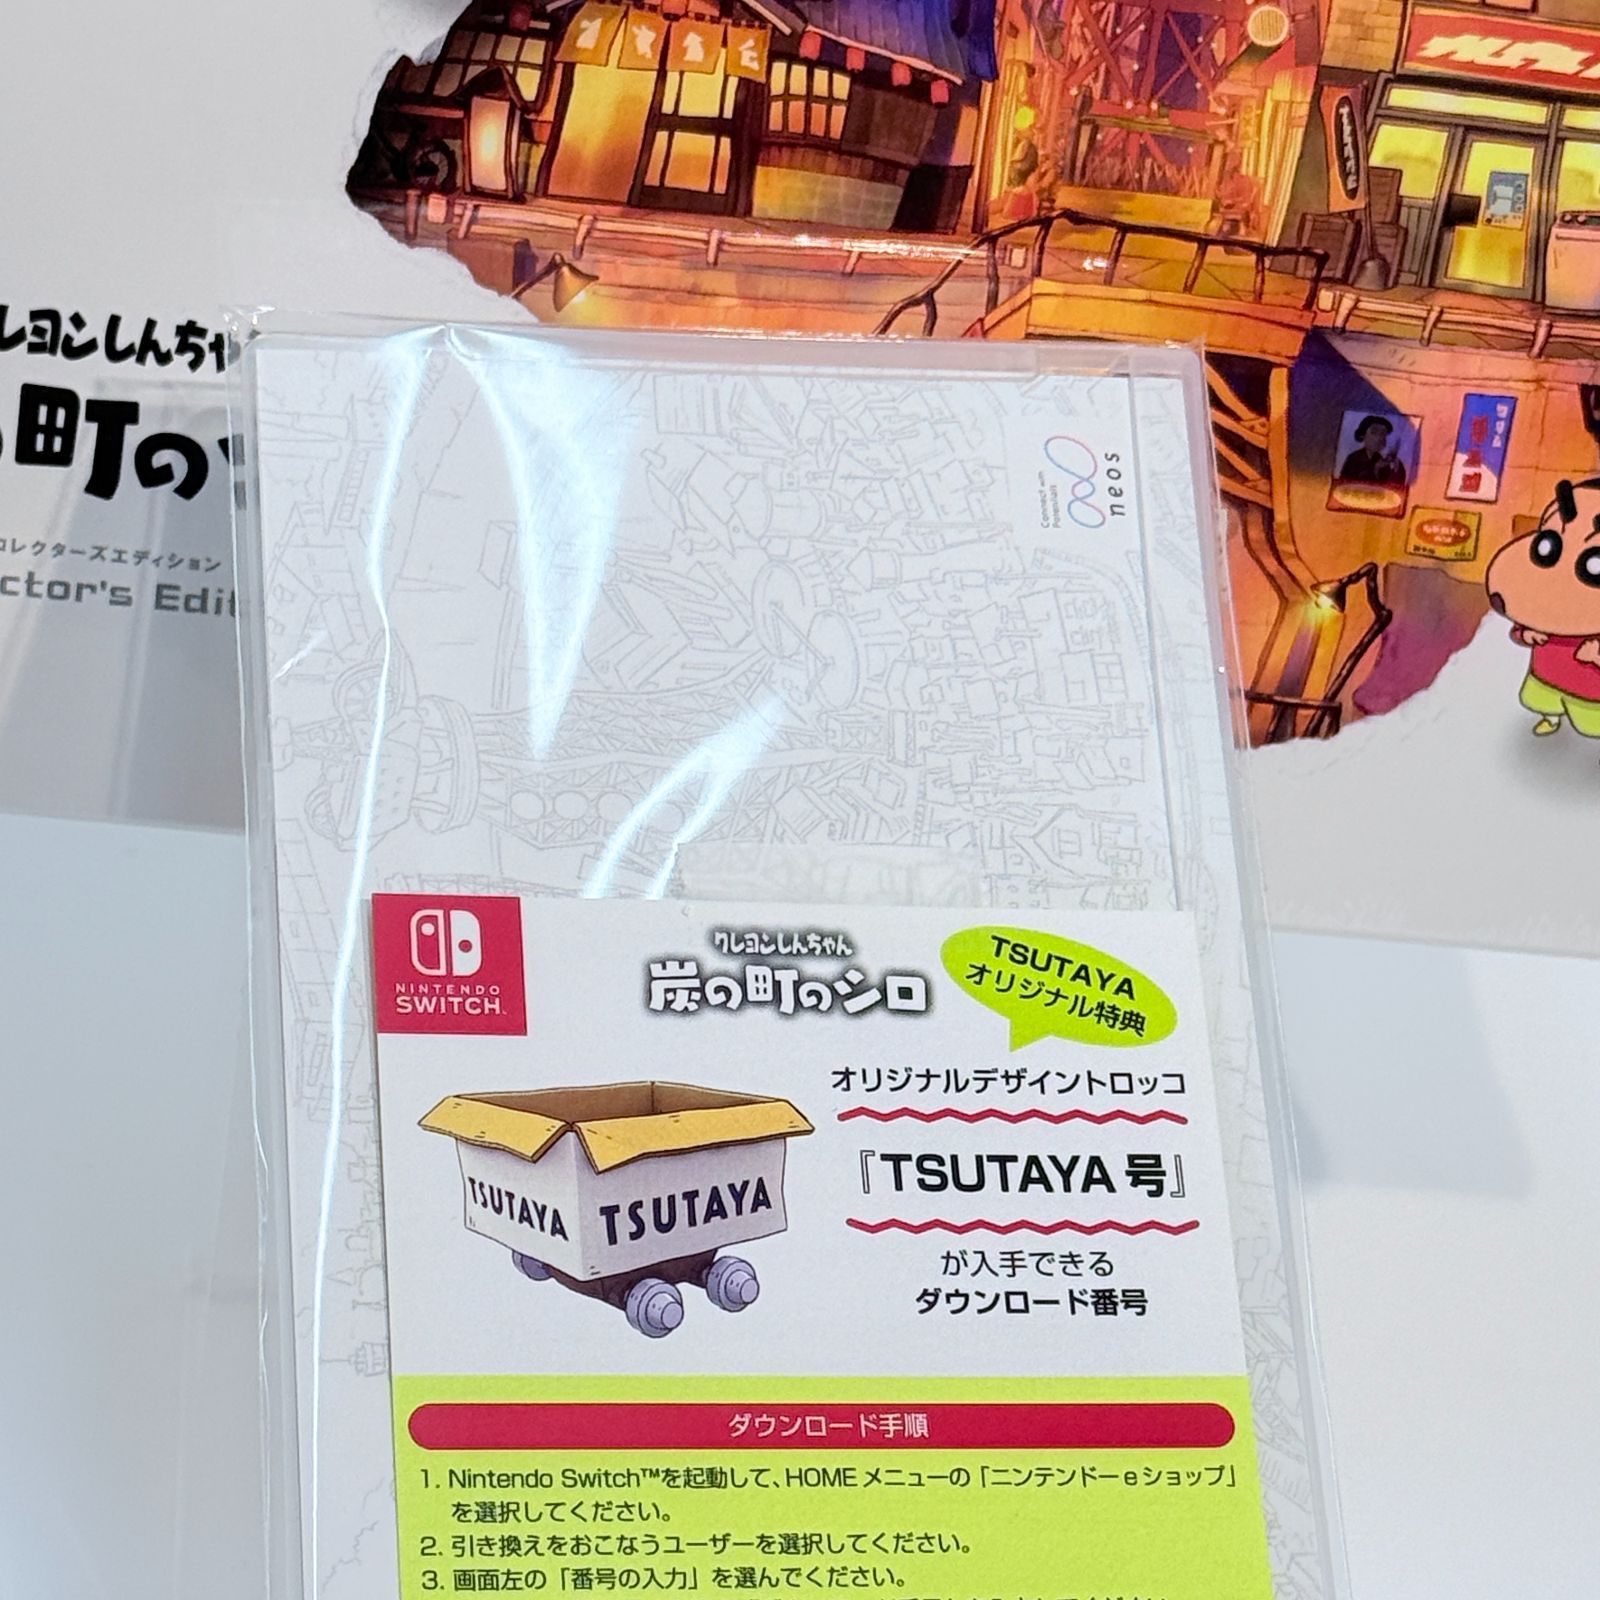 クレヨンしんちゃ
町の
コレクターズエディション
ctor's Edit
Connect with
Potentials
neos
NINTENDO
SWITCH
クレヨンしんちゃん
炭の町のシロ
TSUTAYA
オリジナル特典
オリジナルデザイントロッコ
『TSUTAYA 号』
が入手できる
ダウンロード番号
TSUTAYA
TSUTAYA
ダウンロード手順
1. Nintendo Switch™を起動して、HOMEメニューの「ニンテンドーeショップ」
を選択してください。
2. 引き換えをおこなうユーザーを選択してください。
3. 画面左の「番号の入力」を選んでください。